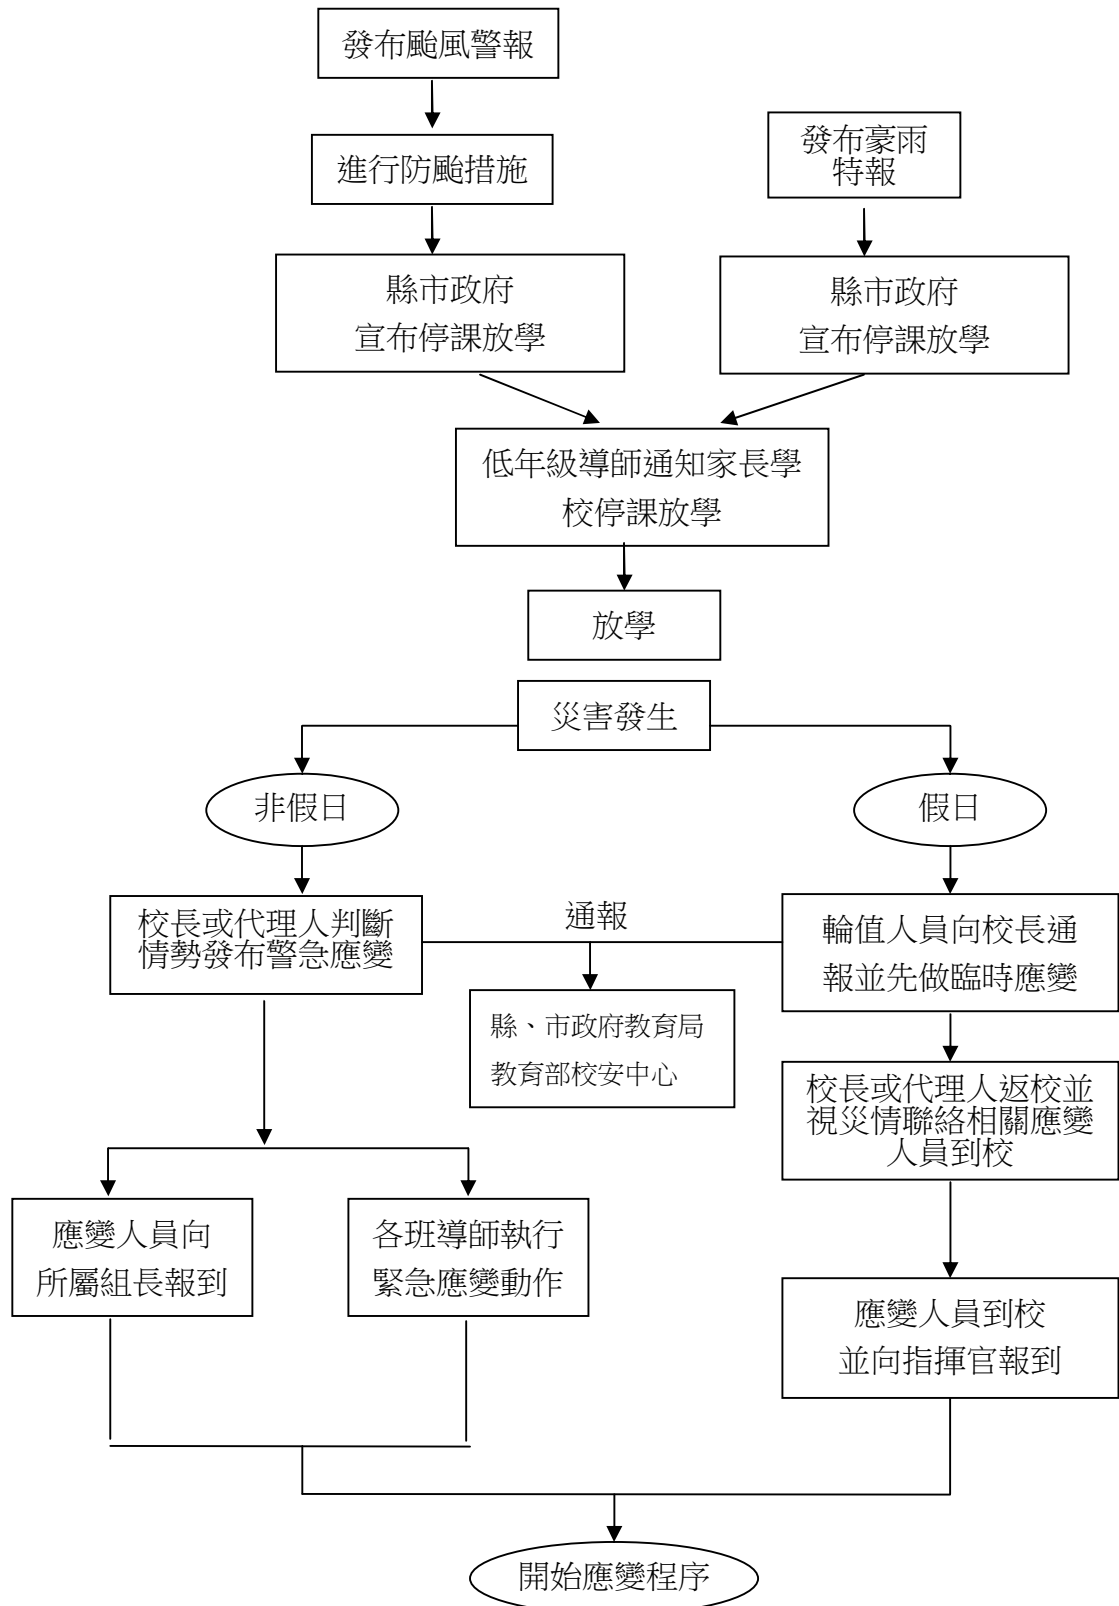 發布颱風警報
進行防颱措施
發布豪雨
特報
縣市政府
宣布停課放學
縣市政府
宣布停課放學
低年級導師通知家長學
校停課放學
放學
災害發生
非假日
假日
校長或代理人判斷
情勢發布警急應變
通報
輪值人員向校長通
報並先做臨時應變
縣、市政府教育局
教育部校安中心
校長或代理人返校並
視災情聯絡相關應變
人員到校
應變人員向
所屬組長報到
各班導師執行
緊急應變動作
應變人員到校
並向指揮官報到
開始應變程序